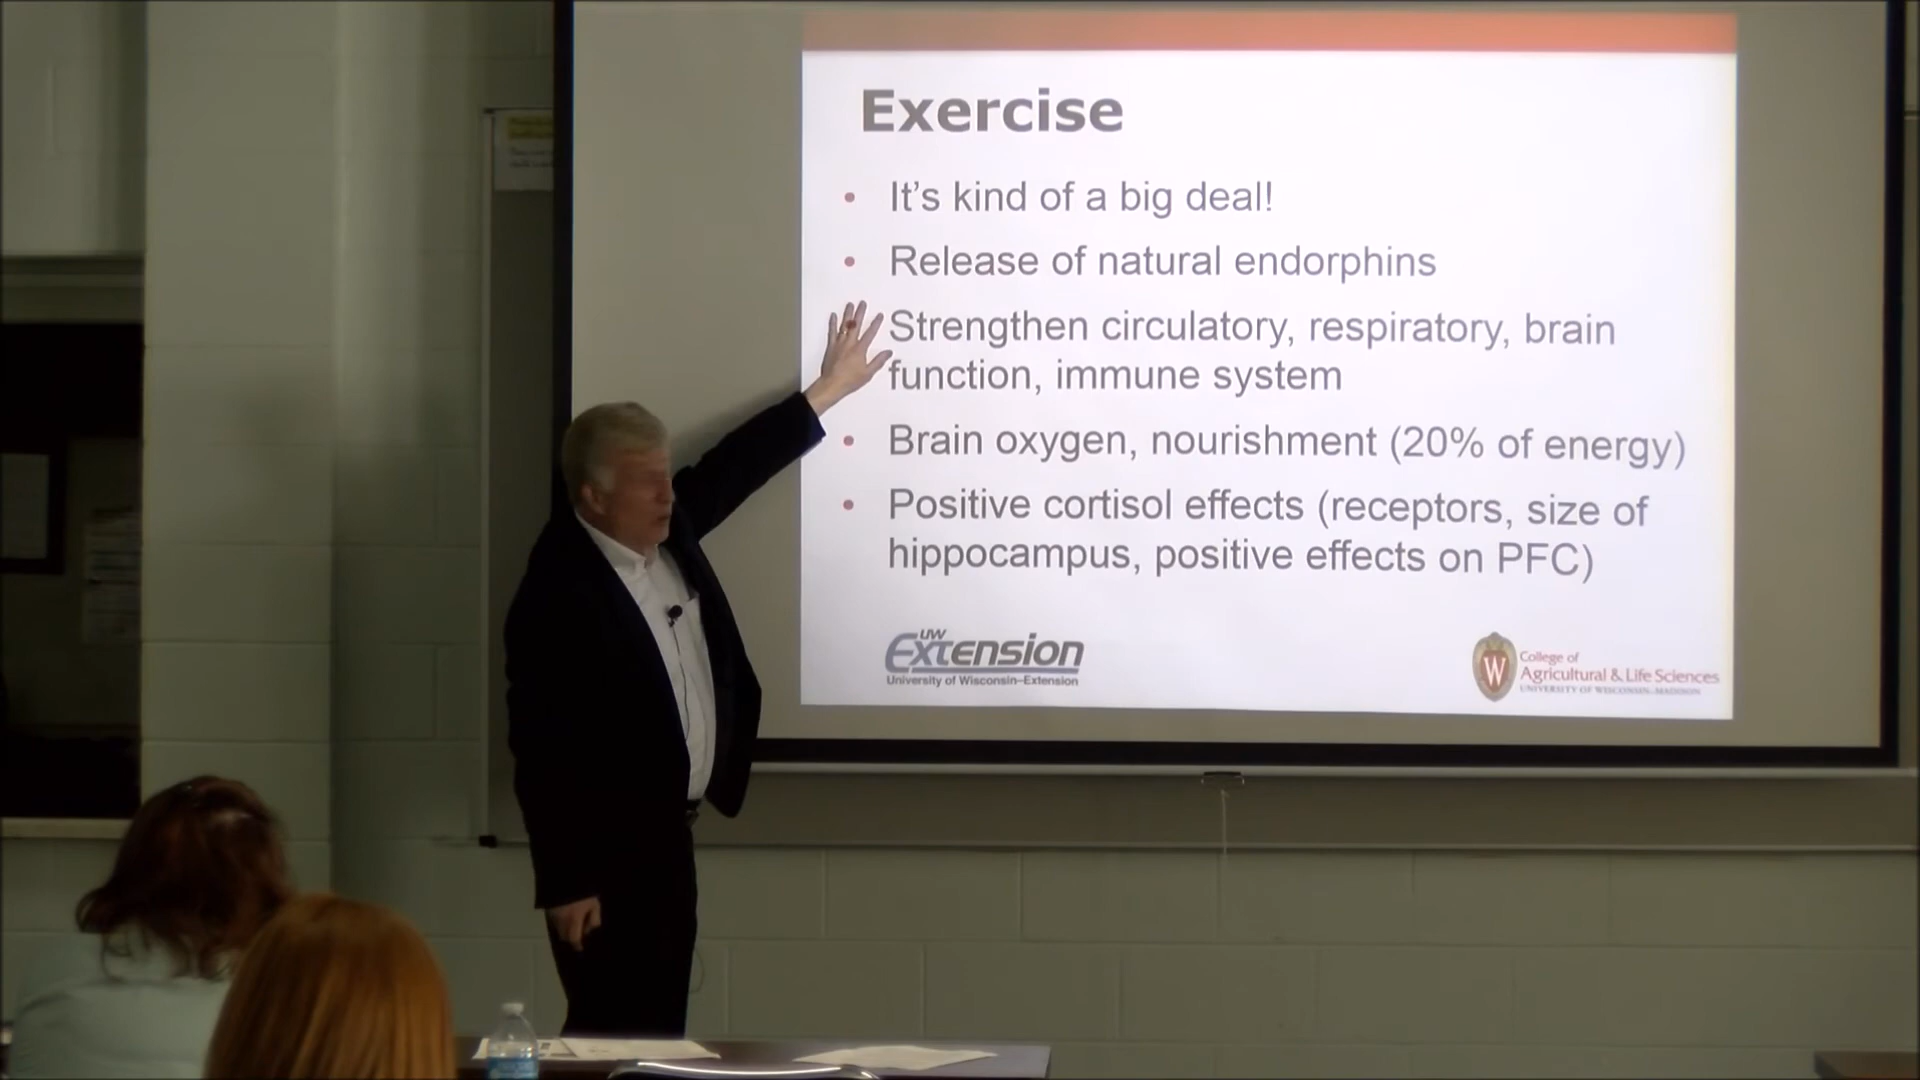 Exercise
• It's kind of a big deal!
• Release of natural endorphins
Strengthen circulatory, respiratory, brain
function, immune system
• Brain oxygen, nourishment (20% of energy)
• Positive cortisol effects (receptors, size of
hippocampus, positive effects on PFC)
UW
Extension
University of Wisconsin–Extension
W
College of
Agricultural & Life Sciences
UNIVERSITY OF WISCONSIN–MADISON